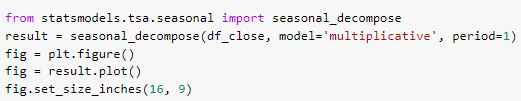 from statsmodels.tsa.seasonal import seasonal_decompose
result = seasonal_decompose(df_close, model='multiplicative', period=1)
fig = plt.figure()
fig = result.plot()
fig.set_size_inches(16, 9)